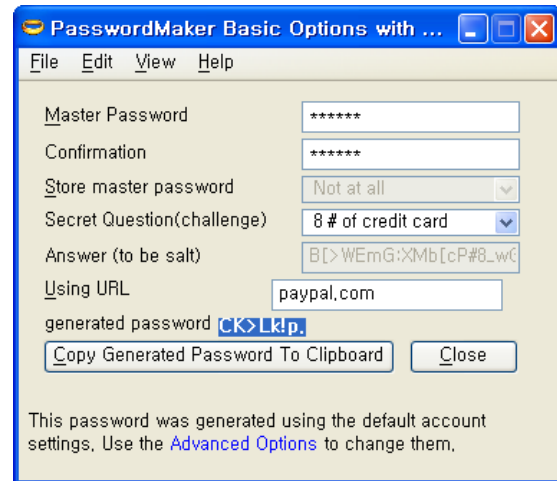 PasswordMaker Basic Options with ...
File Edit View Help
Master Password ******
Confirmation ******
Store master password Not at all
Secret Question(challenge) 8 # of credit card
Answer (to be salt) B[>WEmG:XMb[cP#8_w
Using URL paypal.com
generated password CK>Lk!p.
Copy Generated Password To Clipboard Close
This password was generated using the default account
settings. Use the Advanced Options to change them.